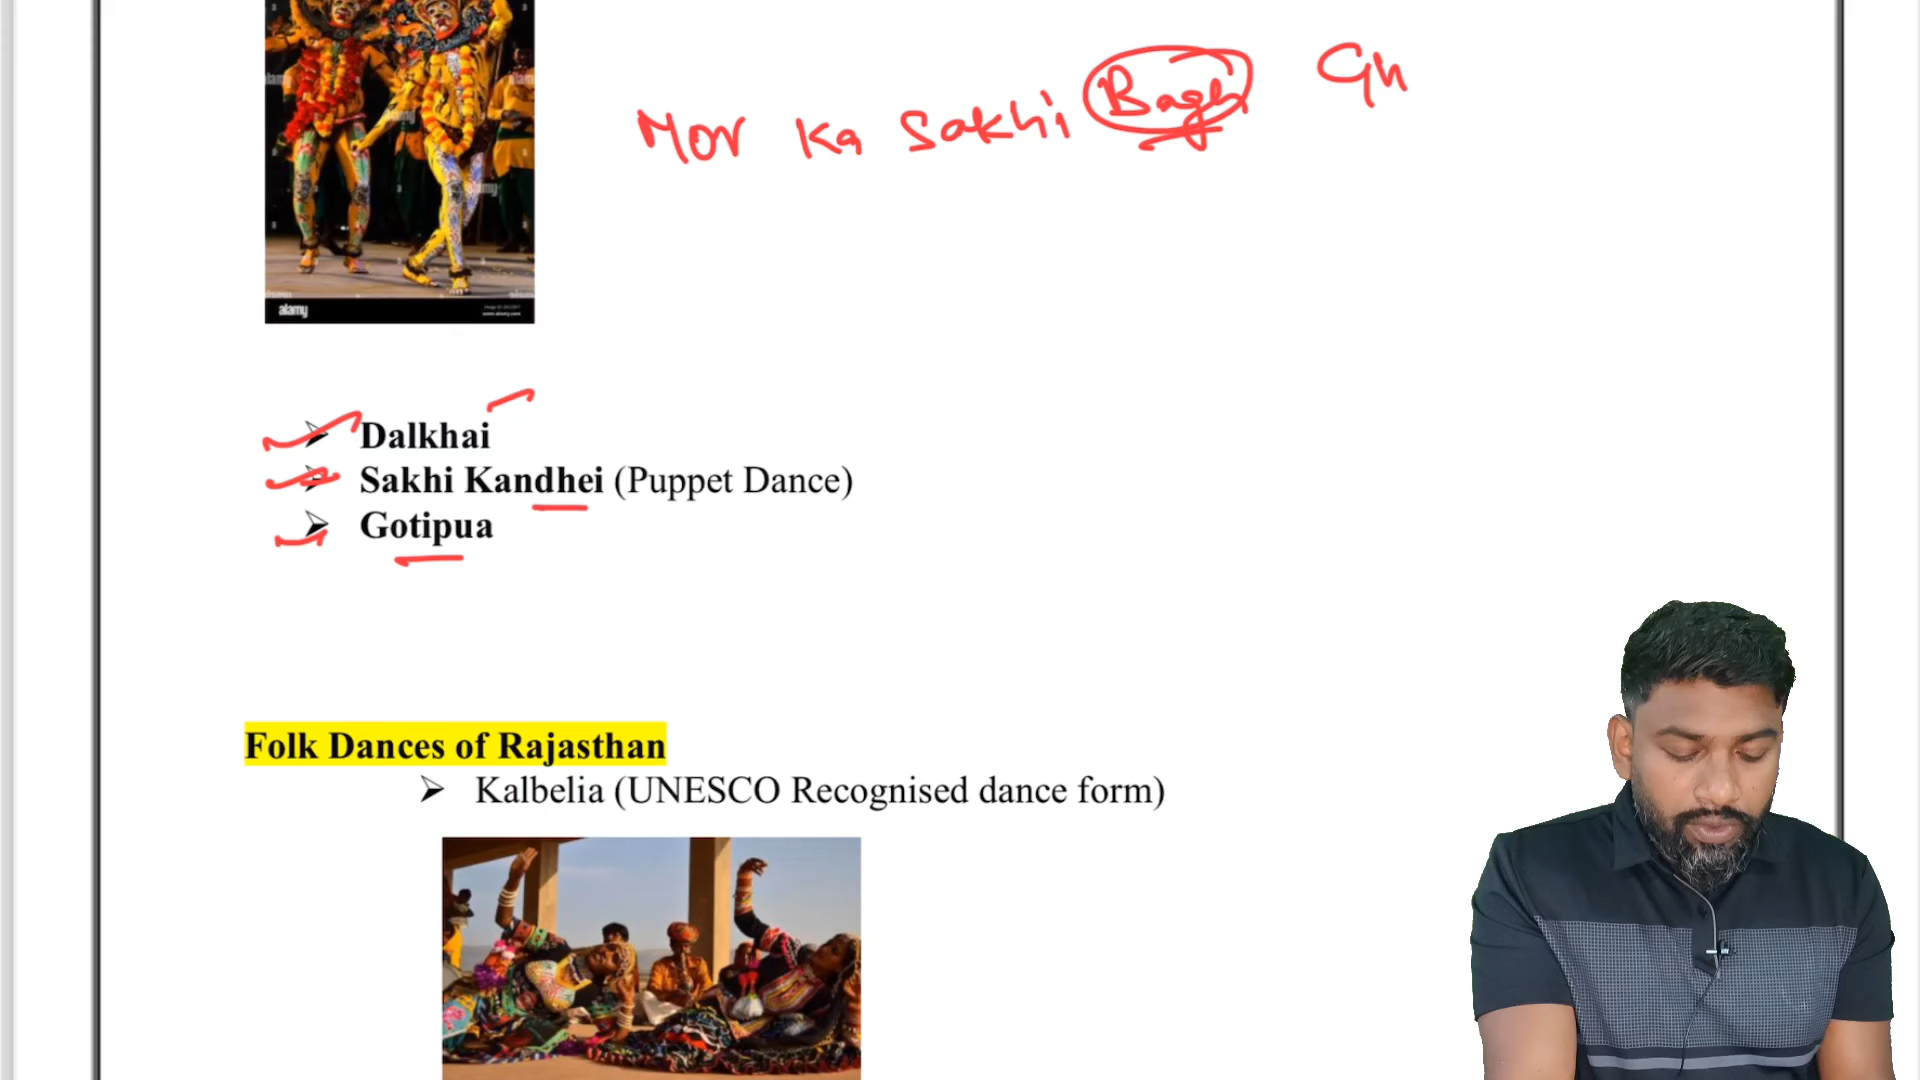 Mor Ka Sakhi Bagh Gh
alamy
Dalkhai
Sakhi Kandhei (Puppet Dance)
Gotipua
Folk Dances of Rajasthan
Kalbelia (UNESCO Recognised dance form)